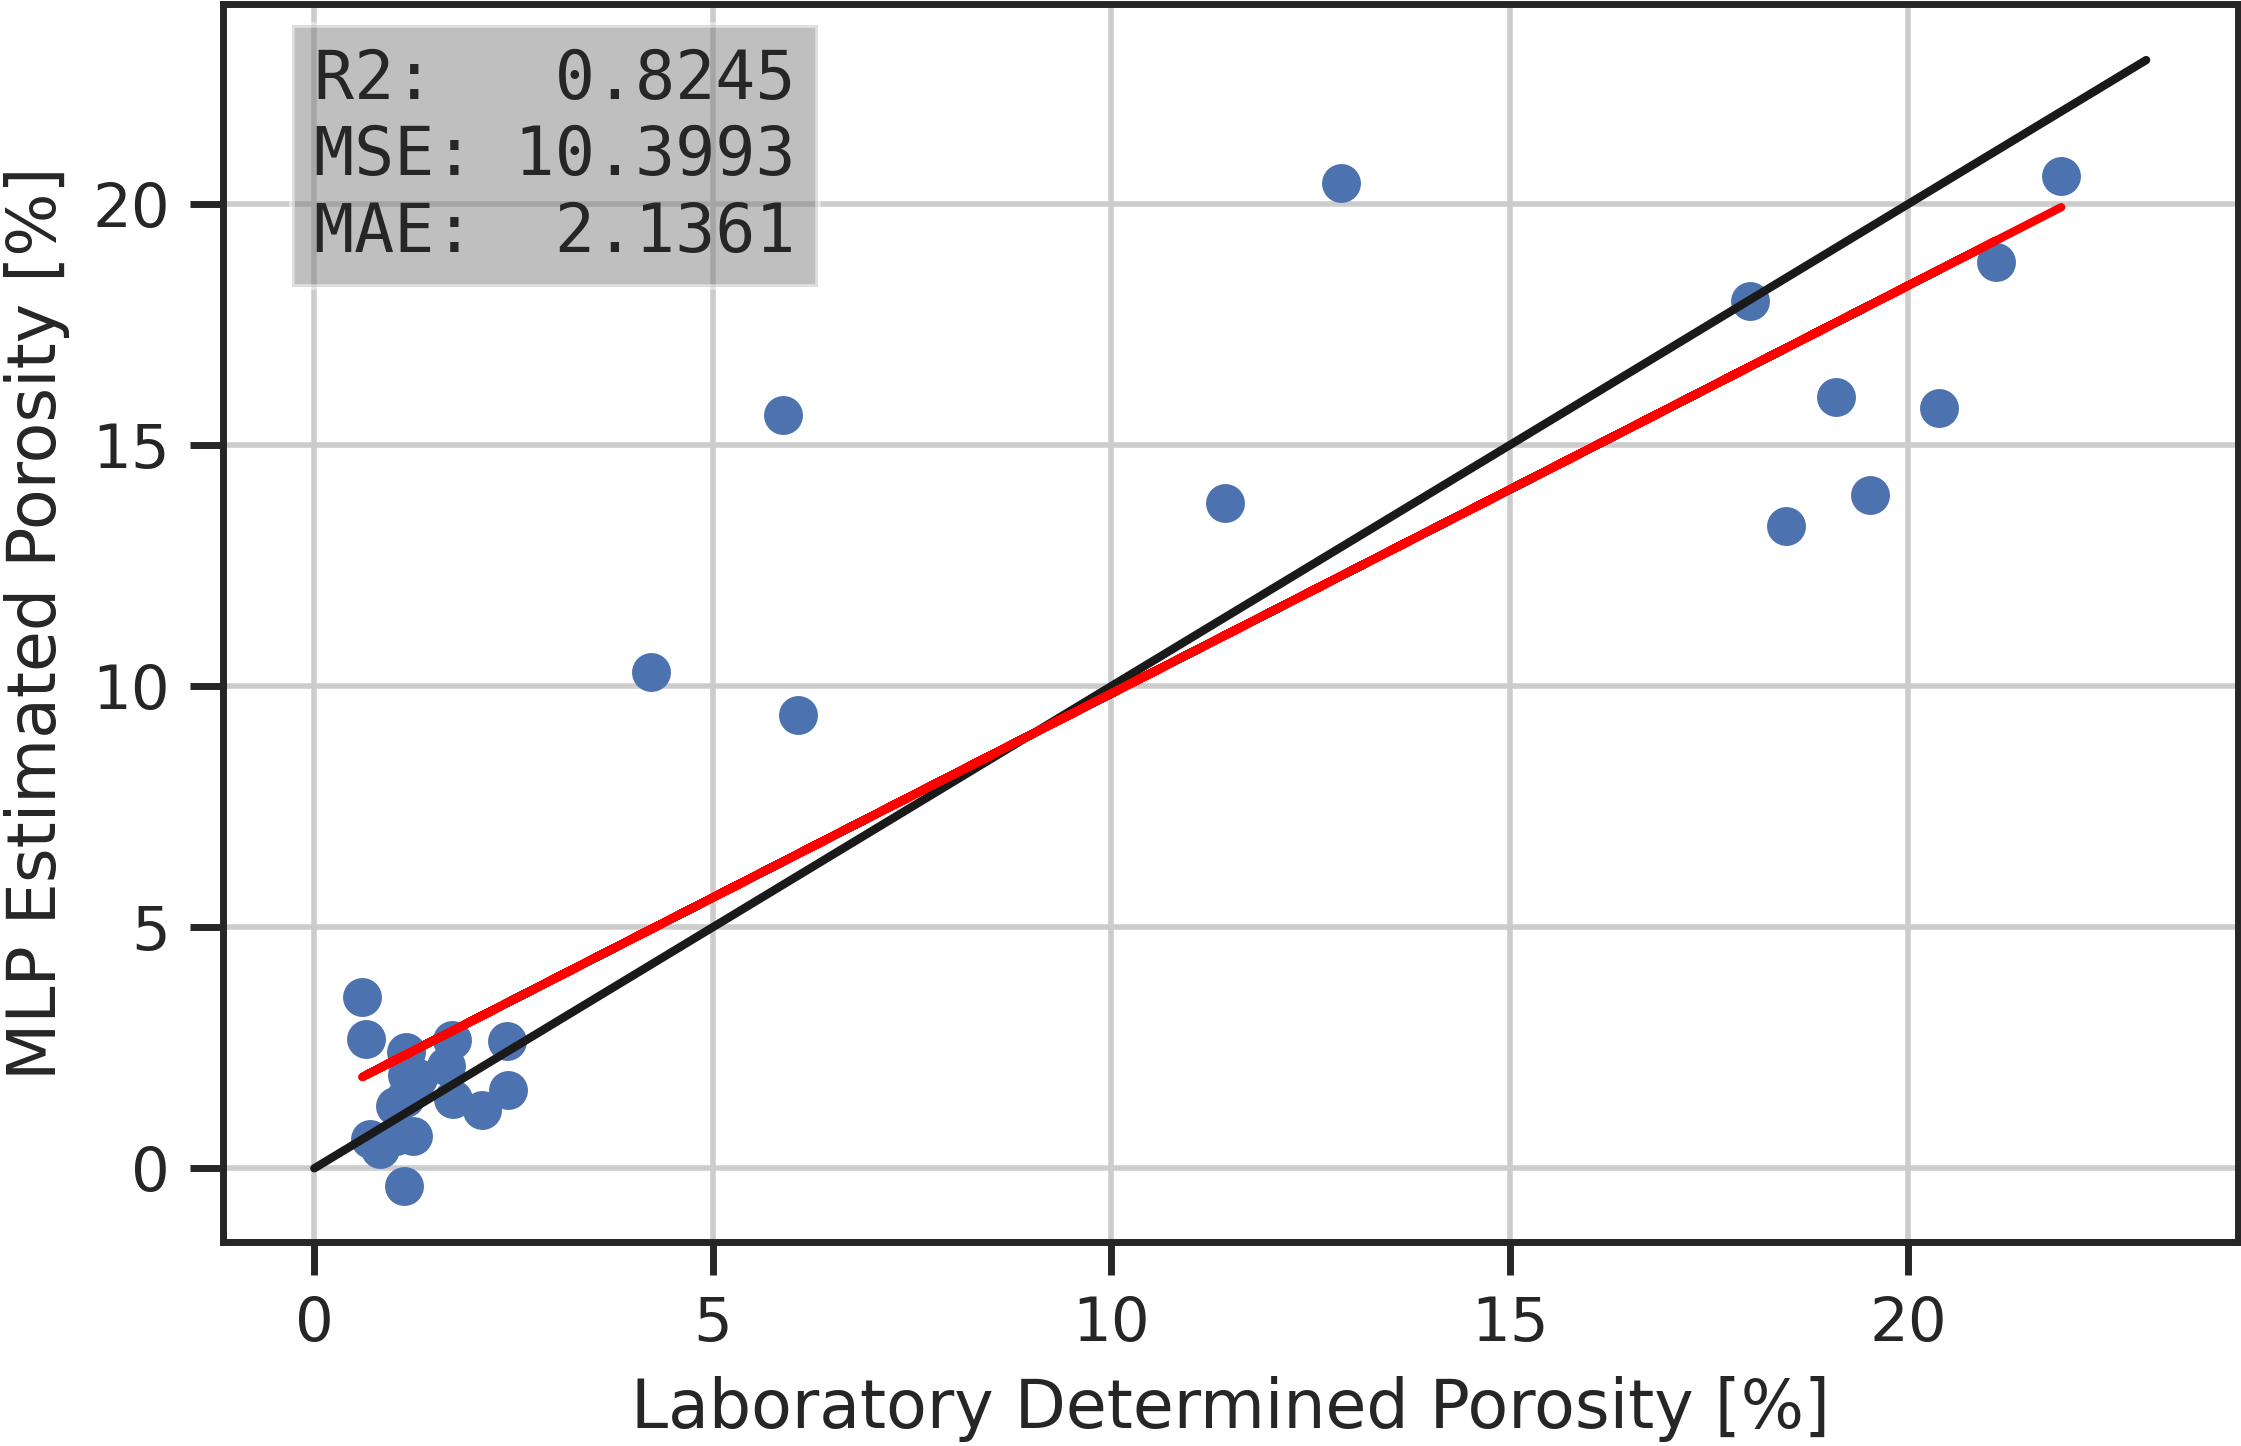 R2:   0.8245
MSE: 10.3993
MAE:  2.1361
MLP Estimated Porosity [%]
20
15
10
5
0
0 5 10 15 20
Laboratory Determined Porosity [%]